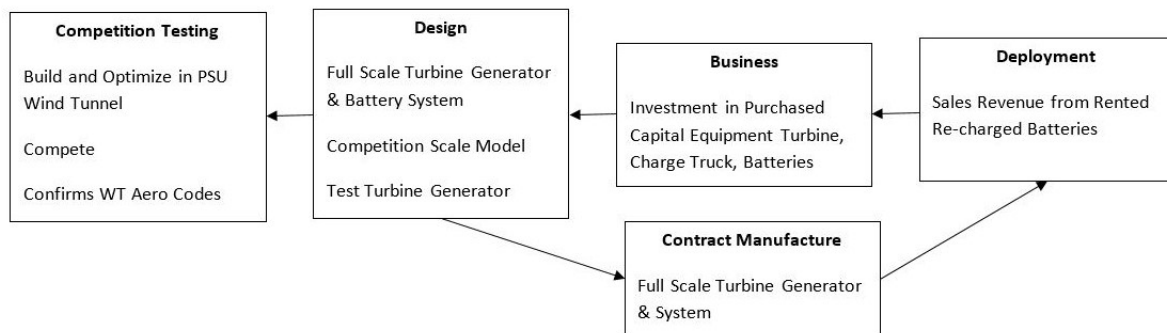 Competition Testing
Build and Optimize in PSU
Wind Tunnel
Compete
Confirms WT Aero Codes
Design
Full Scale Turbine Generator
& Battery System
Competition Scale Model
Test Turbine Generator
Business
Investment in Purchased
Capital Equipment Turbine,
Charge Truck, Batteries
Deployment
Sales Revenue from Rented
Re-charged Batteries
Contract Manufacture
Full Scale Turbine Generator
& System